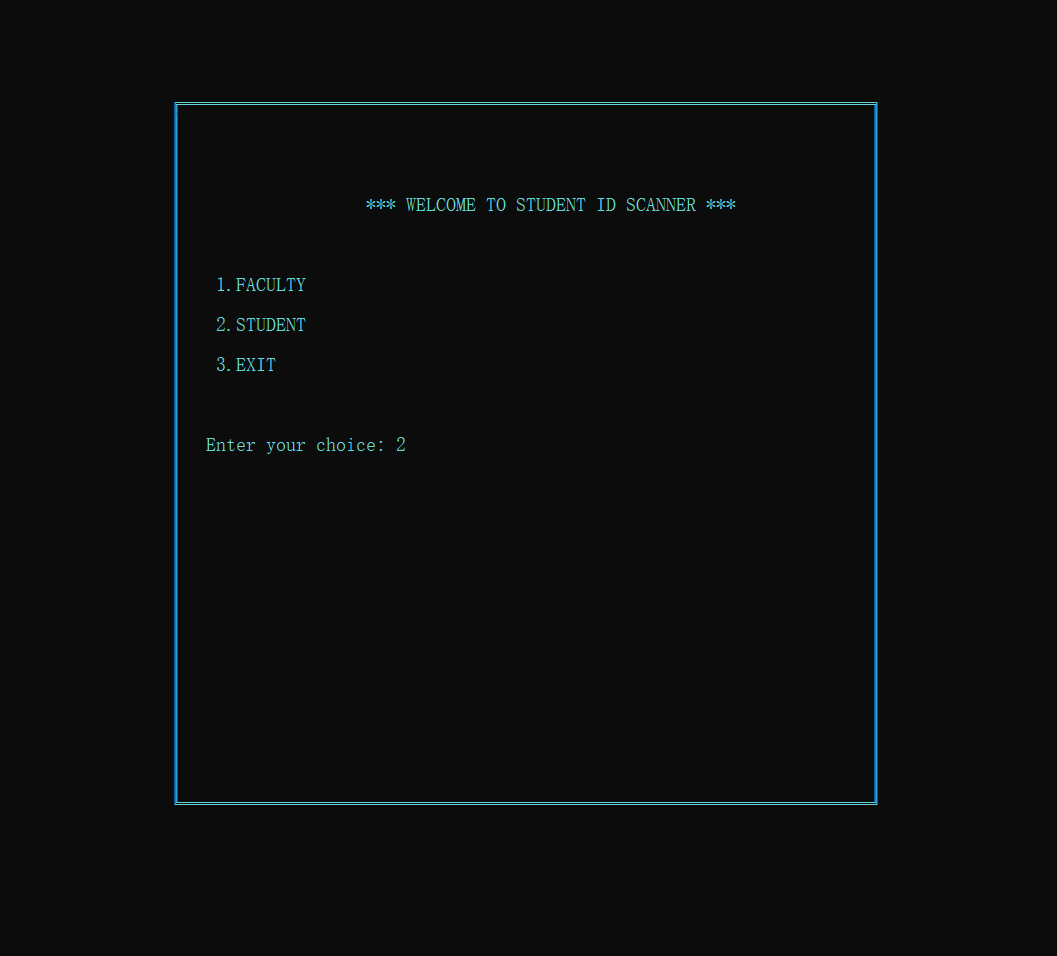 *** WELCOME TO STUDENT ID SCANNER ***
1.FACULTY
2.STUDENT
3.EXIT
Enter your choice: 2